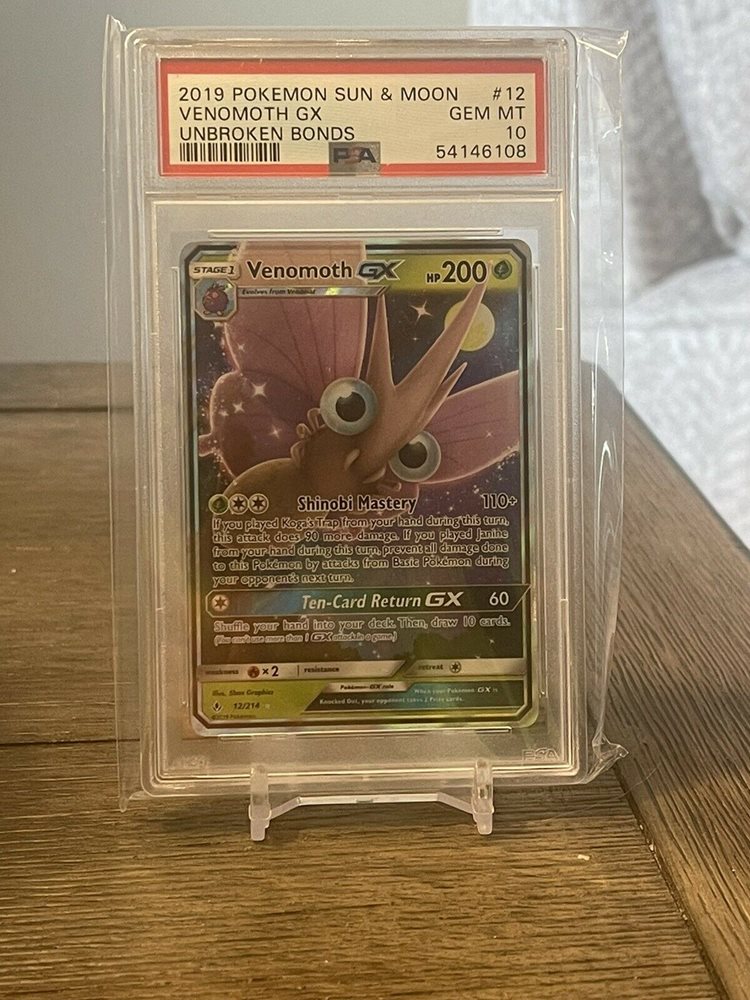 2019 POKEMON SUN & MOON #12
VENOMOTH GX GEM MT
UNBROKEN BONDS 10
PSA 54146108
STAGE 1 Venomoth GX HP 200
Evolves from Venonat
Shinobi Mastery 110+
If you played Koga's Trap from your hand during this turn,
this attack does 90 more damage. If you played Janine
from your hand during this turn, prevent all damage done
to this Pokémon by attacks from Basic Pokémon during
your opponent's next turn.
Ten-Card Return GX 60
Shuffle your hand into your deck. Then, draw 10 cards.
(You can't use more than 1 GX attack in a game.)
weakness ×2 resistance retreat
Illus. 5ban Graphics Pokémon-GX rule When your Pokémon-GX is
12/214 Knocked Out, your opponent takes 2 Prize cards.
©2019 Pokémon
PSA